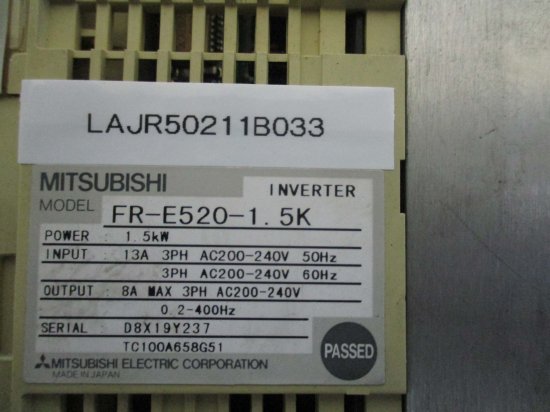 LAJR50211B033
MITSUBISHI INVERTER
MODEL FR-E520-1.5K
POWER : 1.5kW
INPUT : 13A 3PH AC200-240V 50Hz
3PH AC200-240V 60Hz
OUTPUT : 8A MAX 3PH AC200-240V
0.2-400Hz
SERIAL : D8X19Y237
TC100A658G51
PASSED
MITSUBISHI ELECTRIC CORPORATION
MADE IN JAPAN